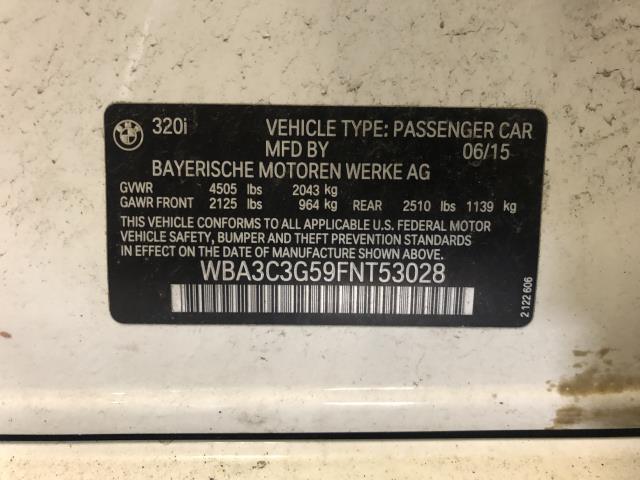 BMW 320i VEHICLE TYPE: PASSENGER CAR
MFD BY 06/15
BAYERISCHE MOTOREN WERKE AG
GVWR 4505 lbs 2043 kg
GAWR FRONT 2125 lbs 964 kg REAR 2510 lbs 1139 kg
THIS VEHICLE CONFORMS TO ALL APPLICABLE U.S. FEDERAL MOTOR
VEHICLE SAFETY, BUMPER AND THEFT PREVENTION STANDARDS
IN EFFECT ON THE DATE OF MANUFACTURE SHOWN ABOVE.
WBA3C3G59FNT53028
2 122 606